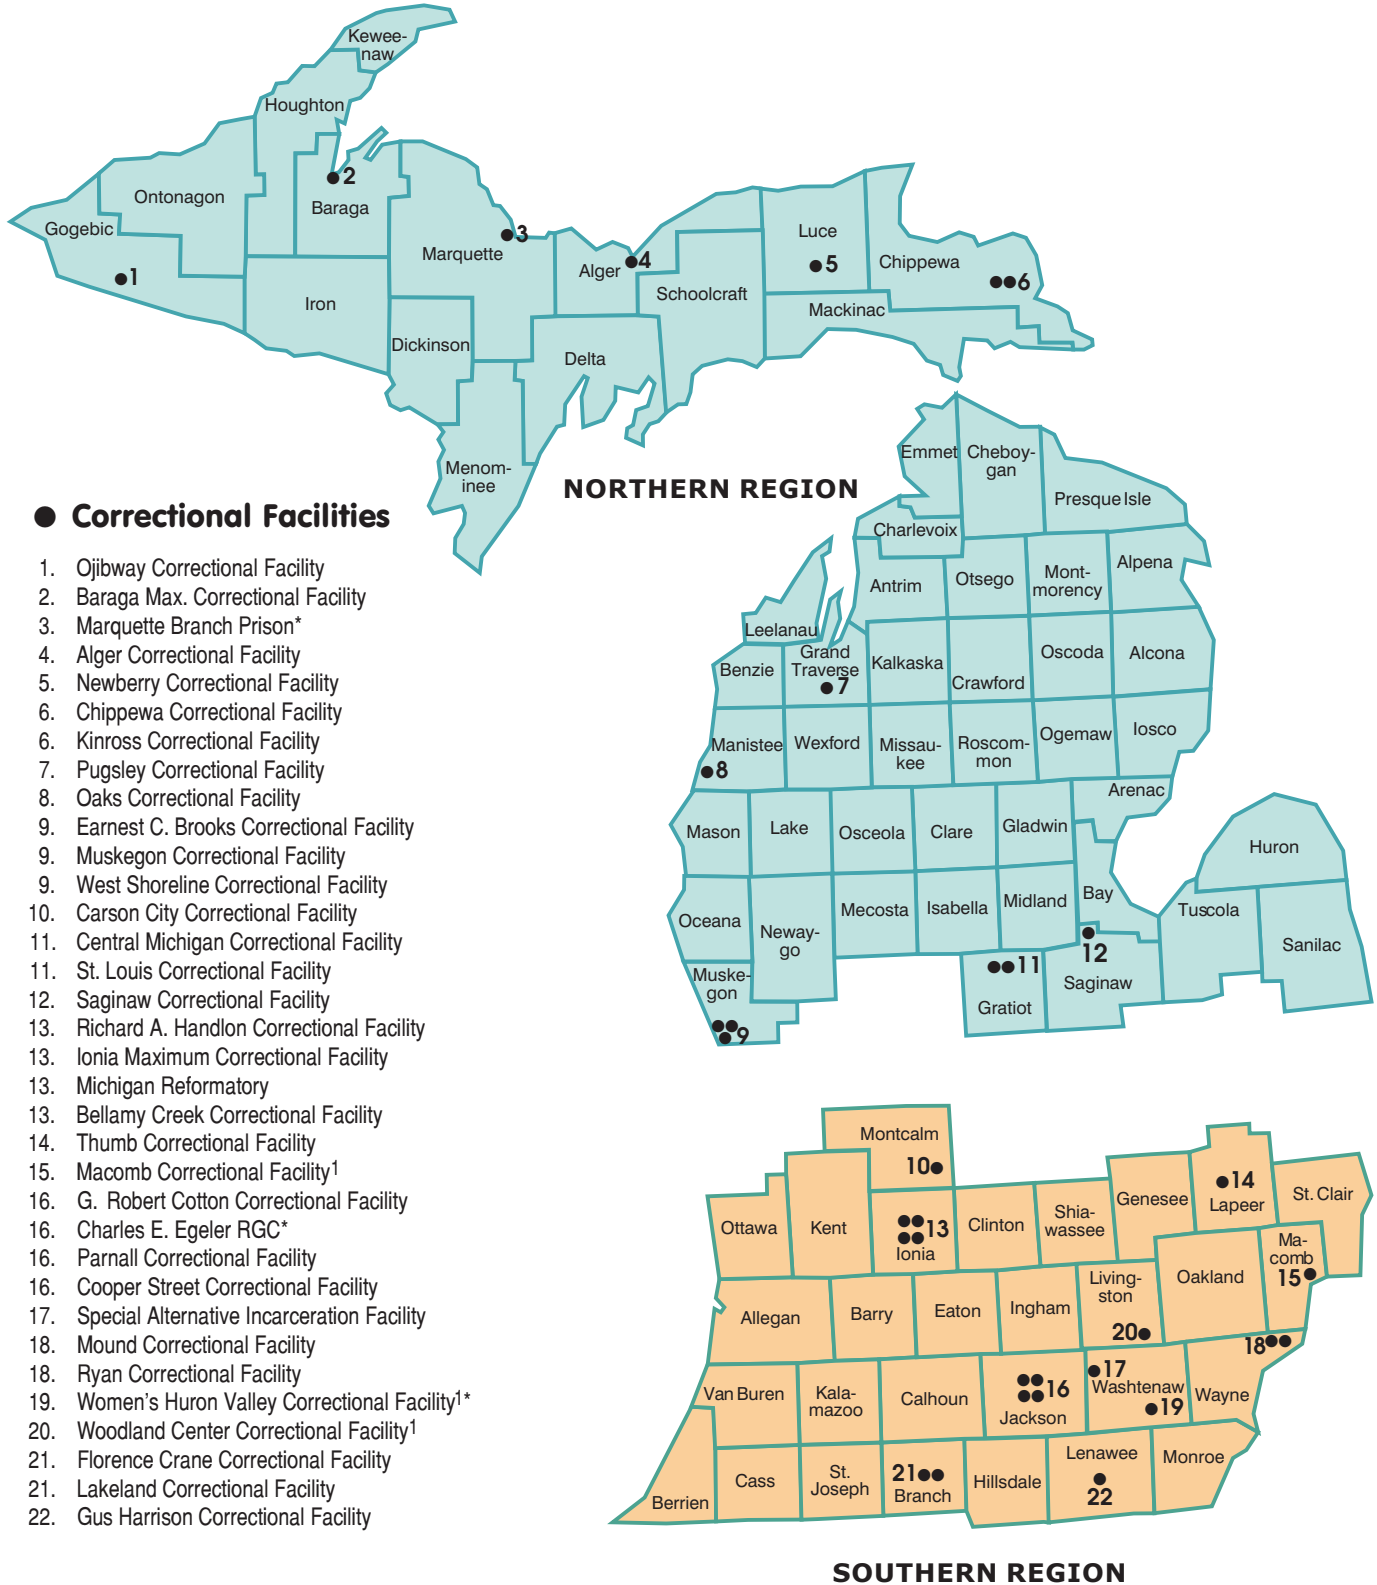 Kewee-
naw
Houghton
Ontonagon
Gogebic
1
2
Baraga
3
Marquette
Iron
Dickinson
Menom-
inee
Alger
4
Schoolcraft
Delta
Luce
5
Chippewa
6
Mackinac
NORTHERN REGION
Emmet
Cheboy-
gan
Presque Isle
Charlevoix
Antrim
Otsego
Mont-
morency
Alpena
Leelanau
Benzie
Grand
Traverse
7
Kalkaska
Crawford
Oscoda
Alcona
Manistee
8
Wexford
Missau-
kee
Roscom-
mon
Ogemaw
Iosco
Arenac
Mason
Lake
Osceola
Clare
Gladwin
Huron
Oceana
Neway-
go
Mecosta
Isabella
Midland
Bay
Tuscola
Sanilac
Muske-
gon
9
11
Gratiot
12
Saginaw
Correctional Facilities
1. Ojibway Correctional Facility
2. Baraga Max. Correctional Facility
3. Marquette Branch Prison*
4. Alger Correctional Facility
5. Newberry Correctional Facility
6. Chippewa Correctional Facility
6. Kinross Correctional Facility
7. Pugsley Correctional Facility
8. Oaks Correctional Facility
9. Earnest C. Brooks Correctional Facility
9. Muskegon Correctional Facility
9. West Shoreline Correctional Facility
10. Carson City Correctional Facility
11. Central Michigan Correctional Facility
11. St. Louis Correctional Facility
12. Saginaw Correctional Facility
13. Richard A. Handlon Correctional Facility
13. Ionia Maximum Correctional Facility
13. Michigan Reformatory
13. Bellamy Creek Correctional Facility
14. Thumb Correctional Facility
15. Macomb Correctional Facility1
16. G. Robert Cotton Correctional Facility
16. Charles E. Egeler RGC*
16. Parnall Correctional Facility
16. Cooper Street Correctional Facility
17. Special Alternative Incarceration Facility
18. Mound Correctional Facility
18. Ryan Correctional Facility
19. Women's Huron Valley Correctional Facility1*
20. Woodland Center Correctional Facility1
21. Florence Crane Correctional Facility
21. Lakeland Correctional Facility
22. Gus Harrison Correctional Facility
Montcalm
10
Ottawa
Kent
13
Ionia
Clinton
Shia-
wassee
Genesee
14
Lapeer
St. Clair
Allegan
Barry
Eaton
Ingham
Living-
ston
20
Oakland
Ma-
comb
15
Van Buren
Kala-
mazoo
Calhoun
16
Jackson
17
Washtenaw
19
Wayne
18
Berrien
Cass
St.
Joseph
21
Branch
Hillsdale
Lenawee
22
Monroe
SOUTHERN REGION